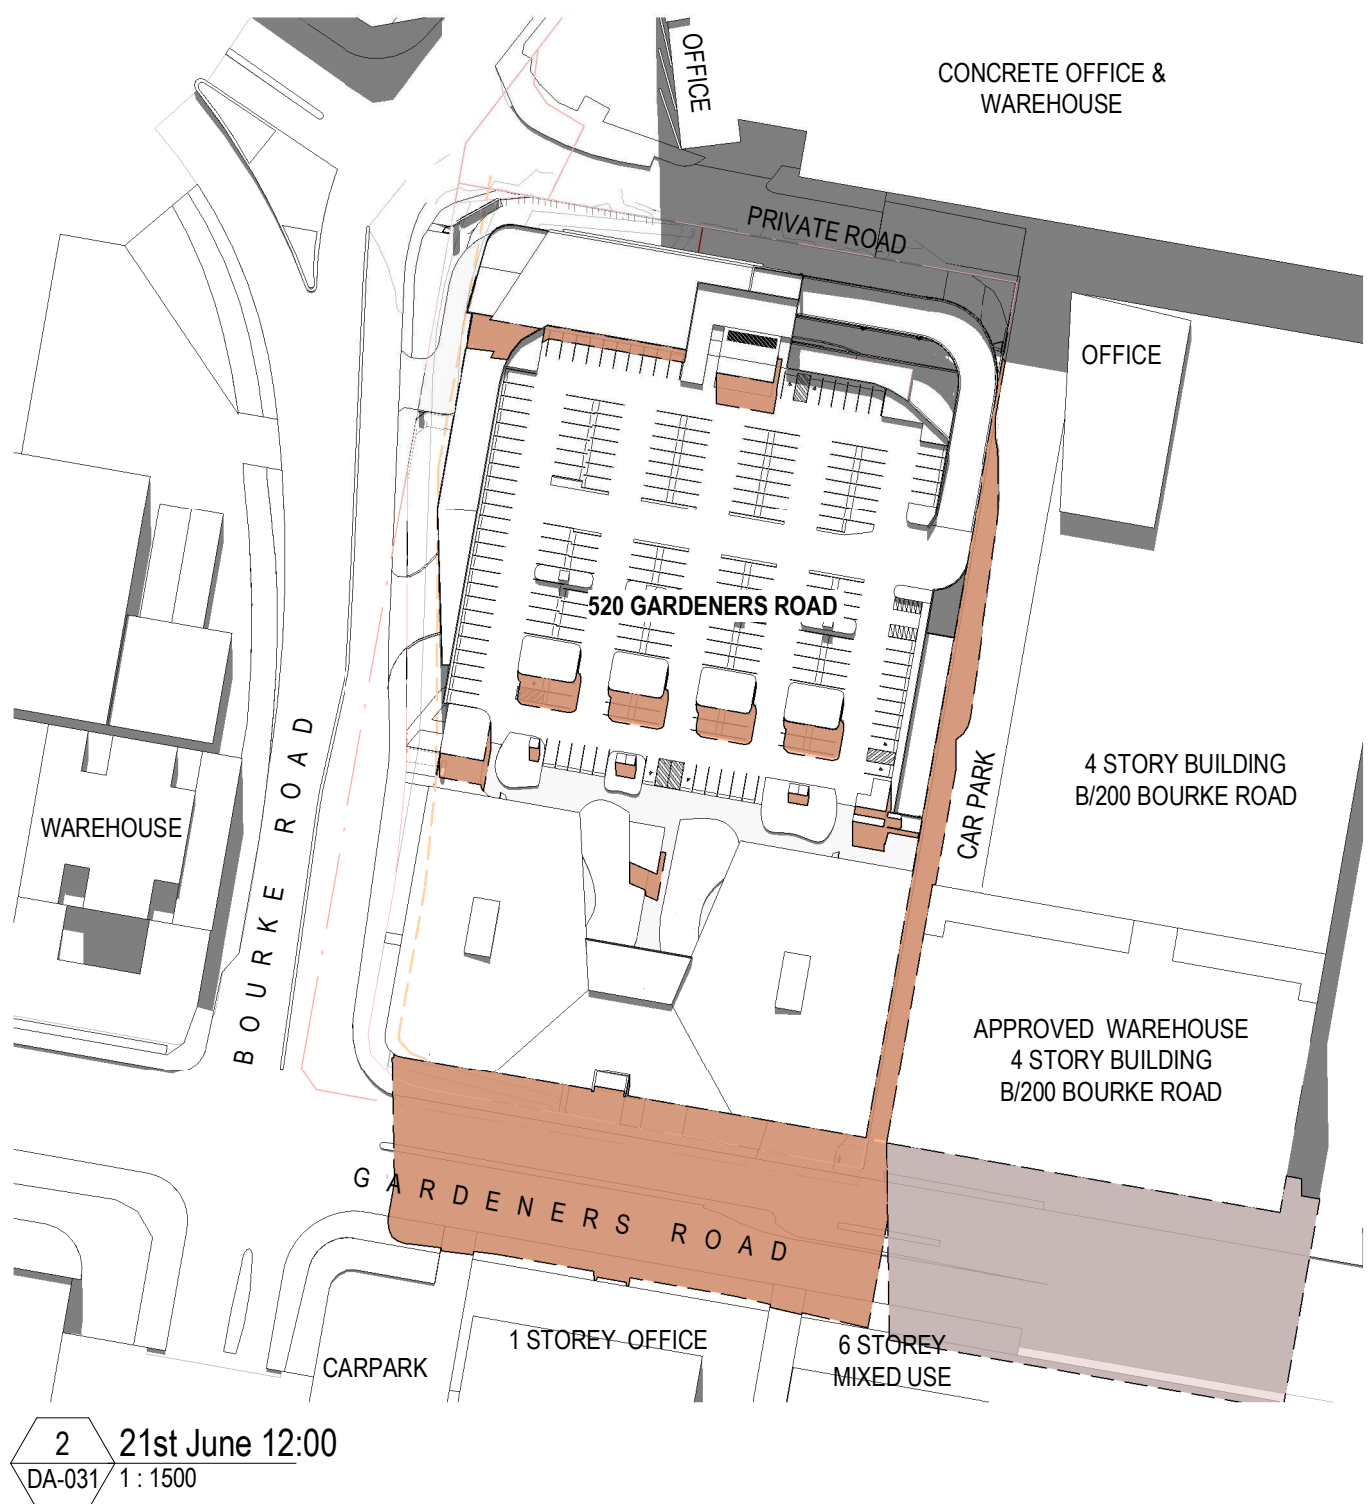 OFFICE
CONCRETE OFFICE &
WAREHOUSE
PRIVATE ROAD
OFFICE
520 GARDENERS ROAD
BOURKE ROAD
WAREHOUSE
CAR PARK
4 STORY BUILDING
B/200 BOURKE ROAD
APPROVED WAREHOUSE
4 STORY BUILDING
B/200 BOURKE ROAD
GARDENERS ROAD
CARPARK
1 STOREY OFFICE
6 STOREY
MIXED USE
2
DA-031
21st June 12:00
1 : 1500